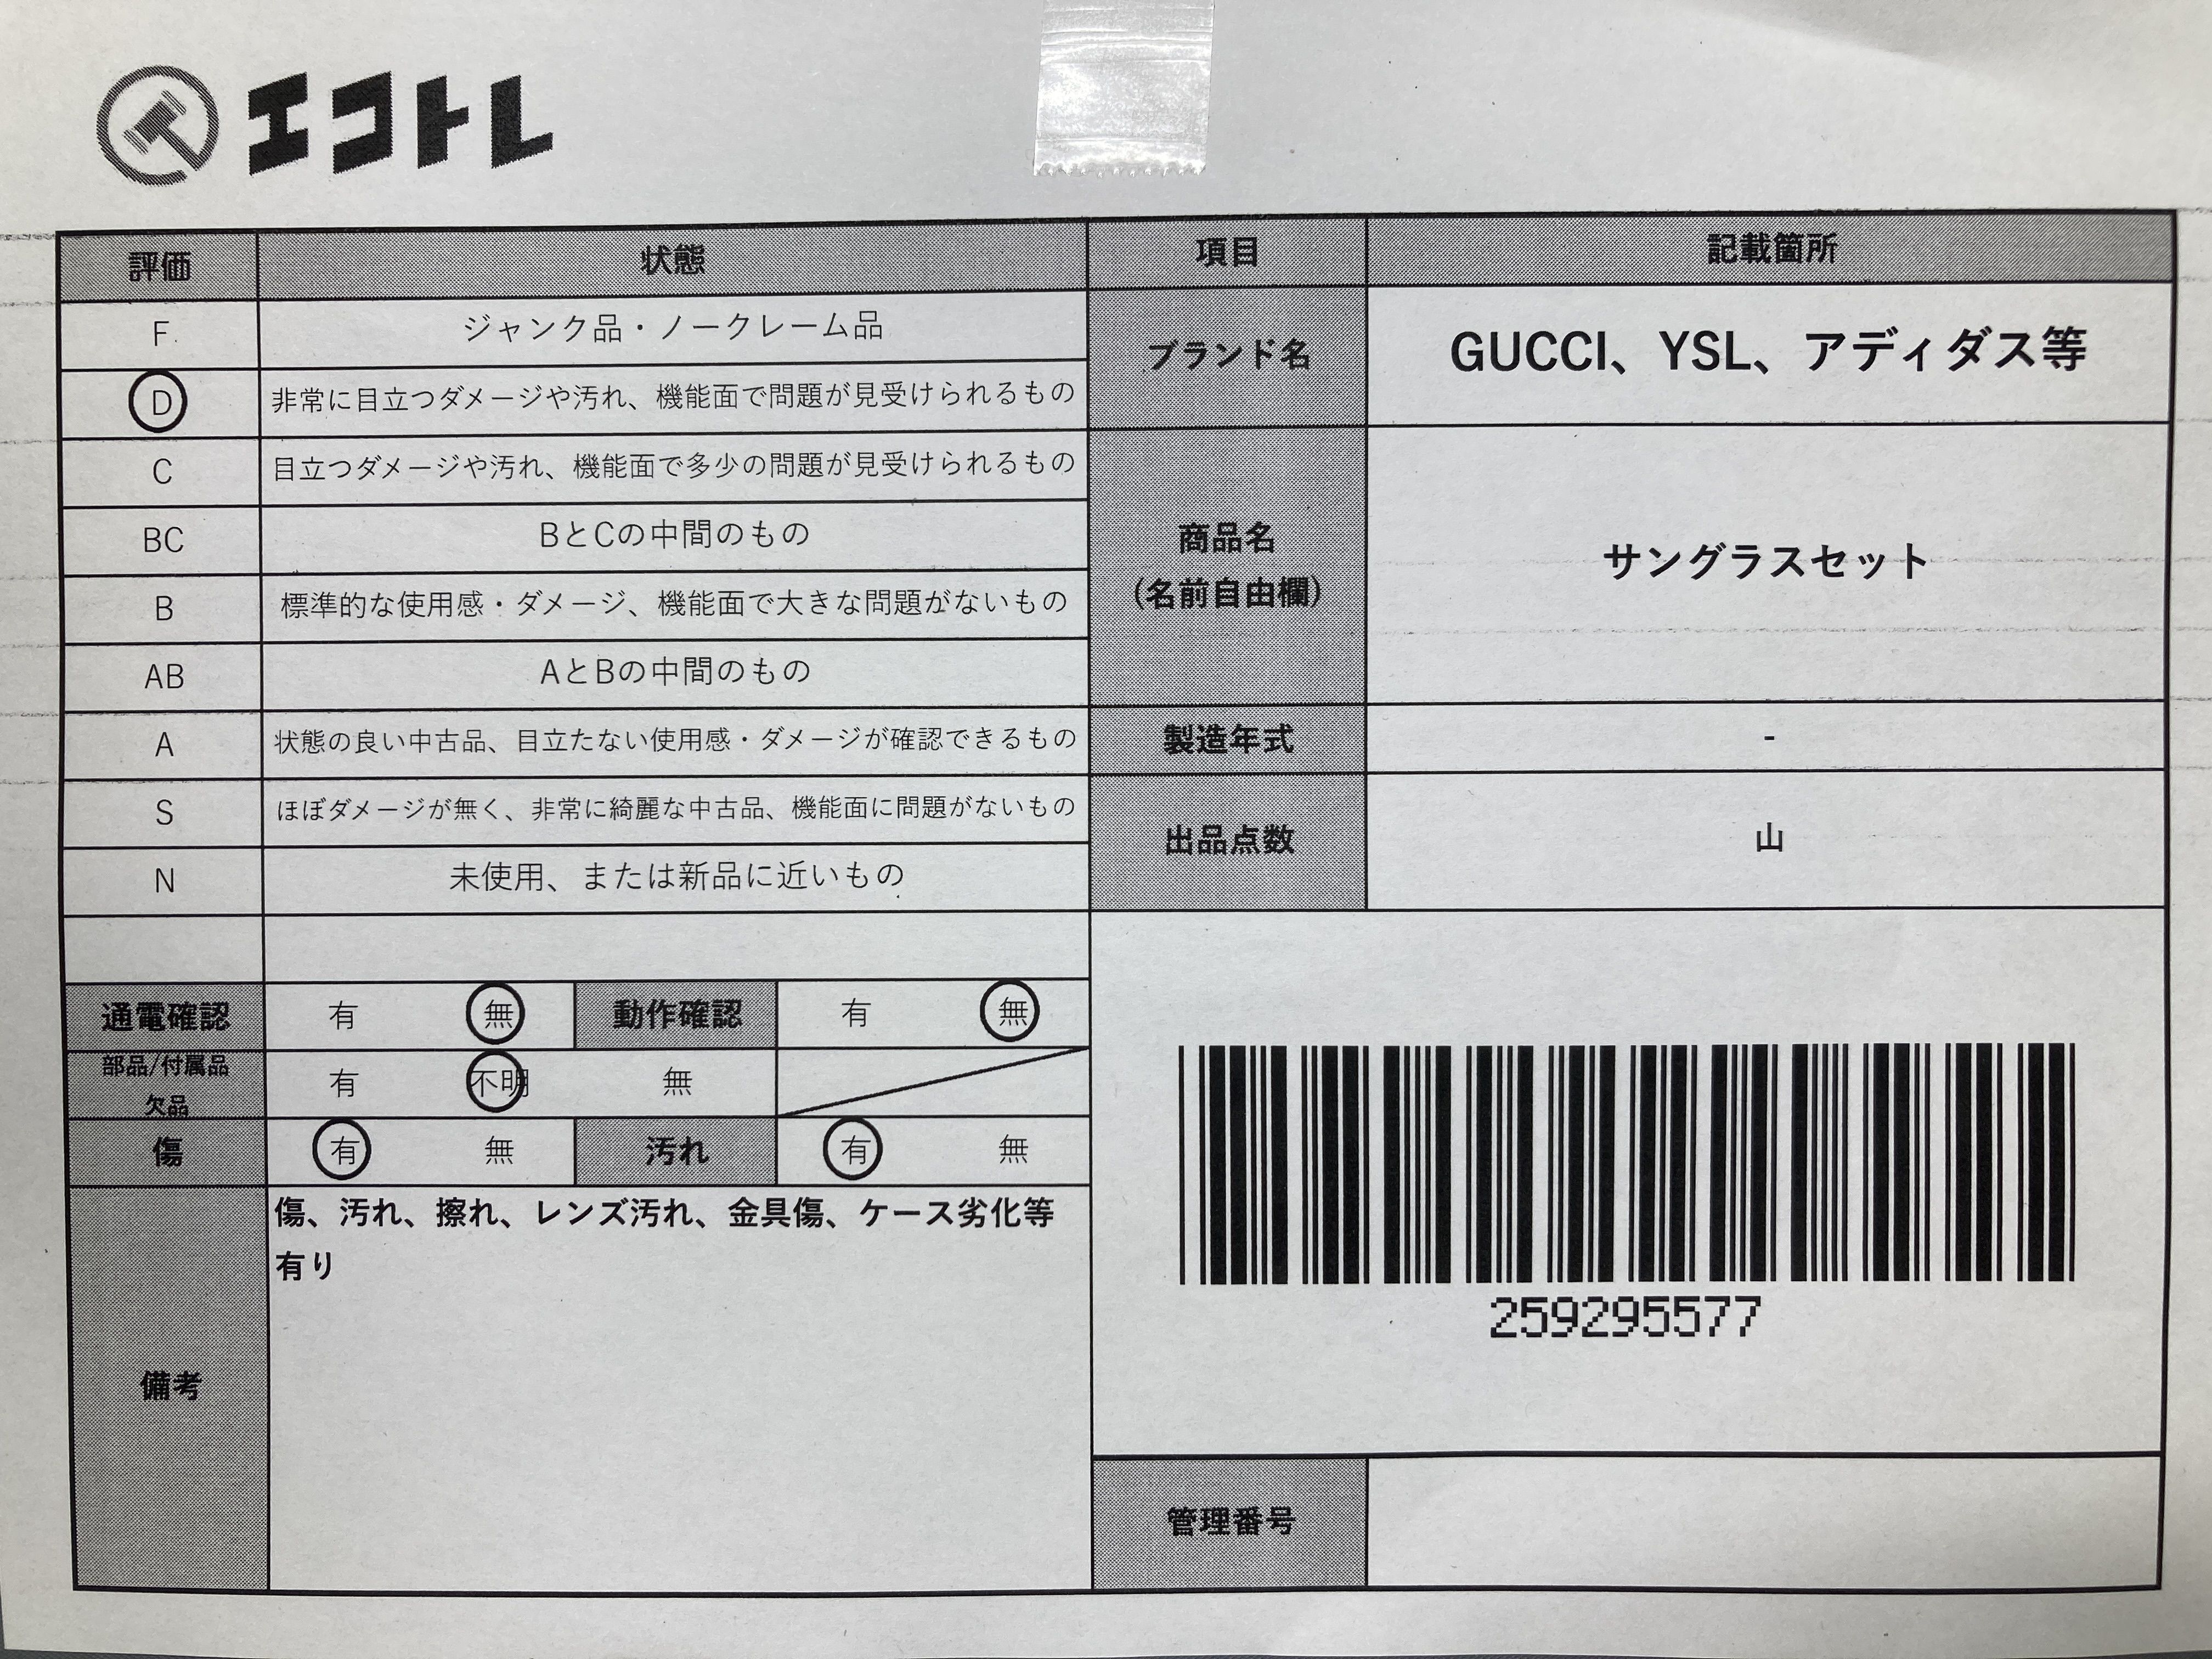 エコトレ
評価 状態
F ジャンク品・ノークレーム品
D 非常に目立つダメージや汚れ、機能面で問題が見受けられるもの
C 目立つダメージや汚れ、機能面で多少の問題が見受けられるもの
BC BとCの中間のもの
B 標準的な使用感・ダメージ、機能面で大きな問題がないもの
AB AとBの中間のもの
A 状態の良い中古品、目立たない使用感・ダメージが確認できるもの
S ほぼダメージが無く、非常に綺麗な中古品、機能面に問題がないもの
N 未使用、または新品に近いもの
通電確認 有 無 動作確認 有 無
部品/付属品
欠品 有 不明 無
傷 有 無 汚れ 有 無
備考
傷、汚れ、擦れ、レンズ汚れ、金具傷、ケース劣化等
有り
項目 記載箇所
ブランド名 GUCCI、YSL、アディダス等
商品名
(名前自由欄)
サングラスセット
製造年式 -
出品点数 山
259295577
管理番号